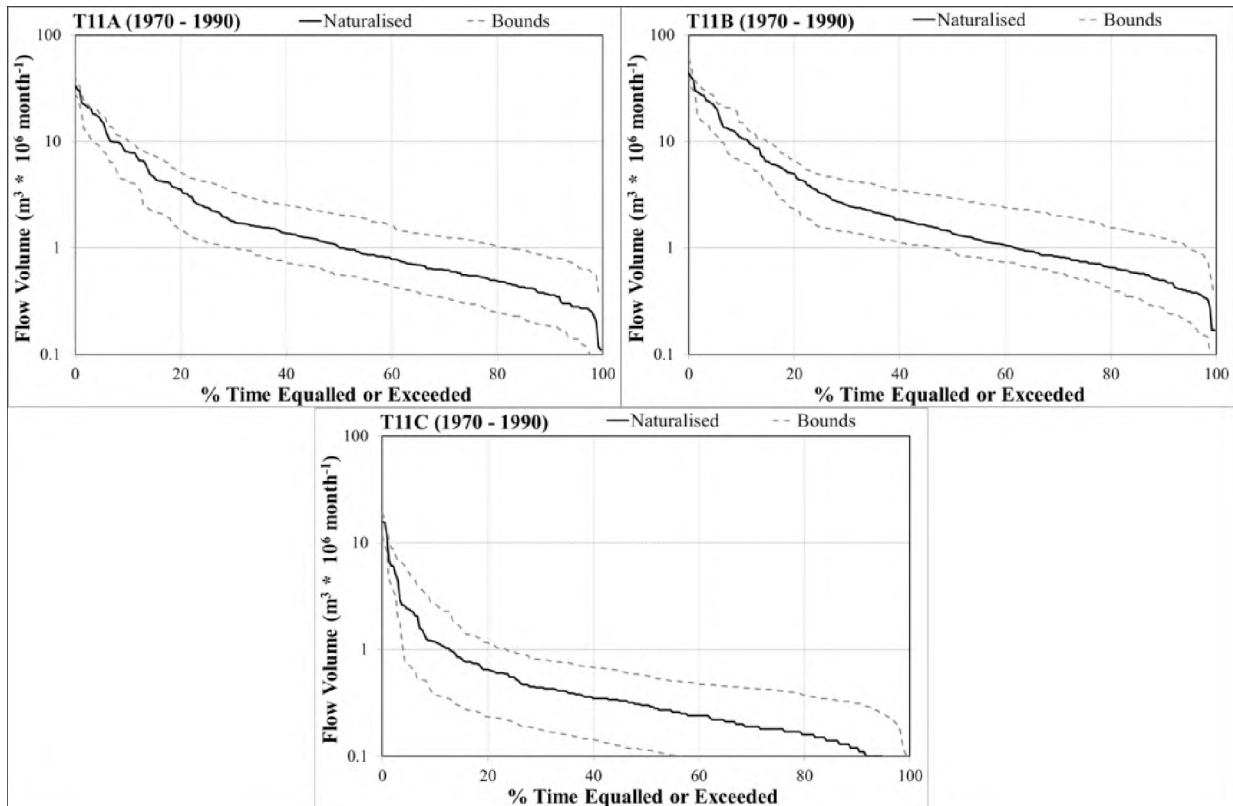 T11A (1970 - 1990) Naturalised Bounds
100
10
1
0.1
Flow Volume (m³ * 10⁶ month⁻¹)
0 20 40 60 80 100
% Time Equalled or Exceeded
T11B (1970 - 1990) Naturalised Bounds
100
10
1
0.1
Flow Volume (m³ * 10⁶ month⁻¹)
0 20 40 60 80 100
% Time Equalled or Exceeded
T11C (1970 - 1990) Naturalised Bounds
100
10
1
0.1
Flow Volume (m³ * 10⁶ month⁻¹)
0 20 40 60 80 100
% Time Equalled or Exceeded